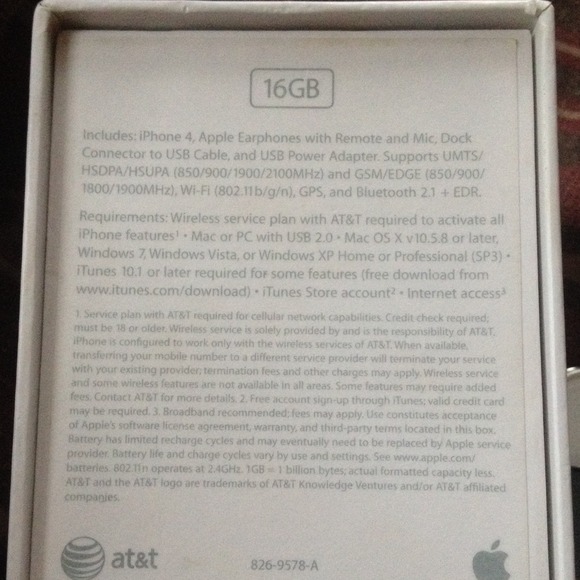 16GB
Includes: iPhone 4, Apple Earphones with Remote and Mic, Dock
Connector to USB Cable, and USB Power Adapter. Supports UMTS/
HSDPA/HSUPA (850/900/1900/2100MHz) and GSM/EDGE (850/900/
1800/1900MHz), Wi-Fi (802.11b/g/n), GPS, and Bluetooth 2.1 + EDR.
Requirements: Wireless service plan with AT&T required to activate all
iPhone features¹ • Mac or PC with USB 2.0 • Mac OS X v10.5.8 or later,
Windows 7, Windows Vista, or Windows XP Home or Professional (SP3) •
iTunes 10.1 or later required for some features (free download from
www.itunes.com/download) • iTunes Store account² • Internet access³
1. Service plan with AT&T required for cellular network capabilities. Credit check required;
must be 18 or older. Wireless service is solely provided by and is the responsibility of AT&T.
iPhone is configured to work only with the wireless services of AT&T. When available,
transferring your mobile number to a different service provider will terminate your service
with your existing provider; termination fees and other charges may apply. Wireless service
and some wireless features are not available in all areas. Some features may require added
fees. Contact AT&T for more details. 2. Free account sign-up through iTunes; valid credit card
may be required. 3. Broadband recommended; fees may apply. Use constitutes acceptance
of Apple's software license agreement, warranty, and third-party terms located in this box.
Battery has limited recharge cycles and may eventually need to be replaced by Apple service
provider. Battery life and charge cycles vary by use and settings. See www.apple.com/
batteries. 802.11n operates at 2.4GHz. 1GB = 1 billion bytes; actual formatted capacity less.
AT&T and the AT&T logo are trademarks of AT&T Knowledge Ventures and/or AT&T affiliated
companies.
at&t
826-9578-A